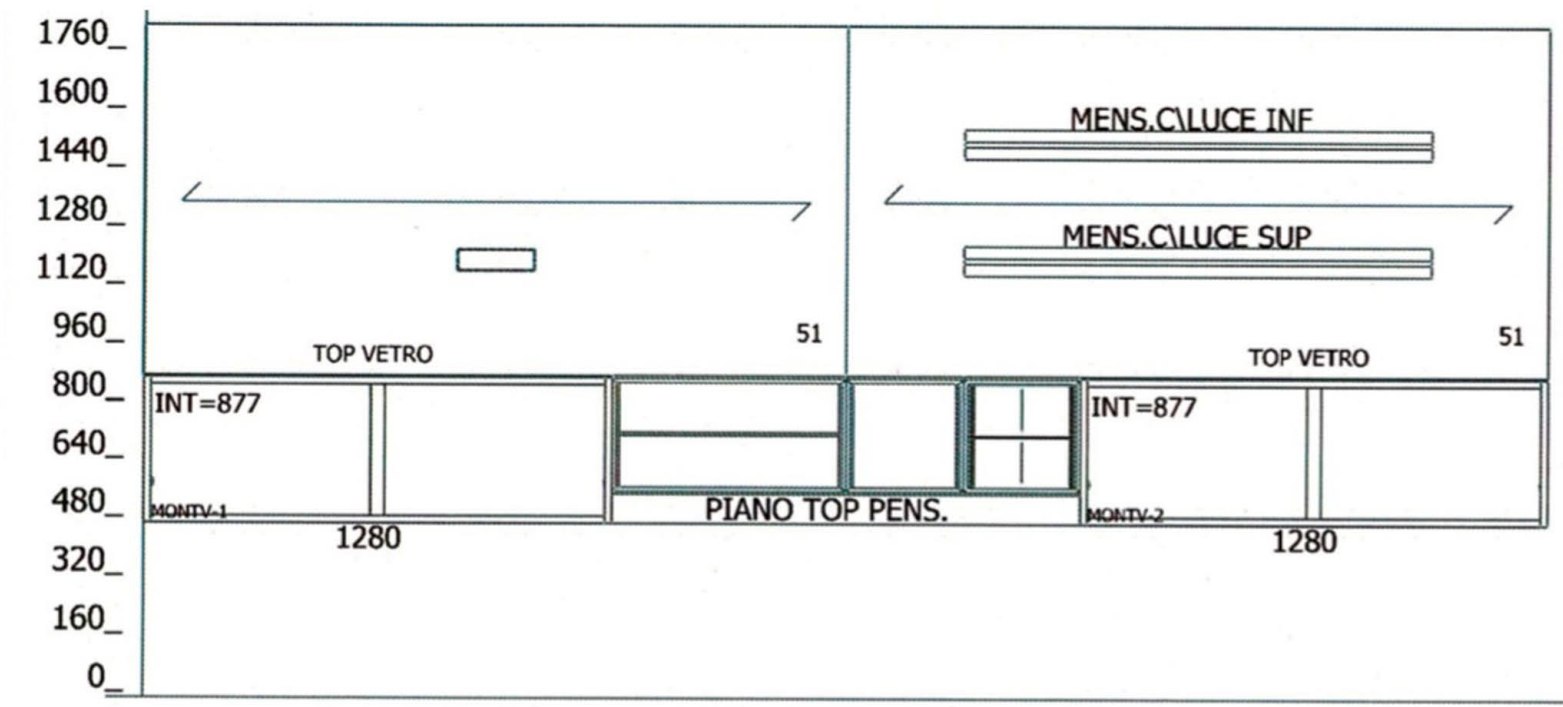 1760_
1600_
1440_
1280_
1120_
960_
800_
640_
480_
320_
160_
0_
MENS.C\LUCE INF
MENS.C\LUCE SUP
51
51
TOP VETRO
TOP VETRO
INT=877
INT=877
MONTV-1
PIANO TOP PENS.
MONTV-2
1280
1280